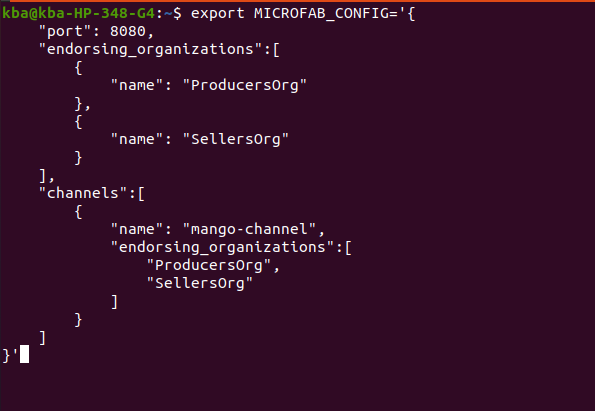 kba@kba-HP-348-G4:~$ export MICROFAB_CONFIG='{
    "port": 8080,
    "endorsing_organizations":[
        {
            "name": "ProducersOrg"
        },
        {
            "name": "SellersOrg"
        }
    ],
    "channels":[
        {
            "name": "mango-channel",
            "endorsing_organizations":[
                "ProducersOrg",
                "SellersOrg"
            ]
        }
    ]
}'